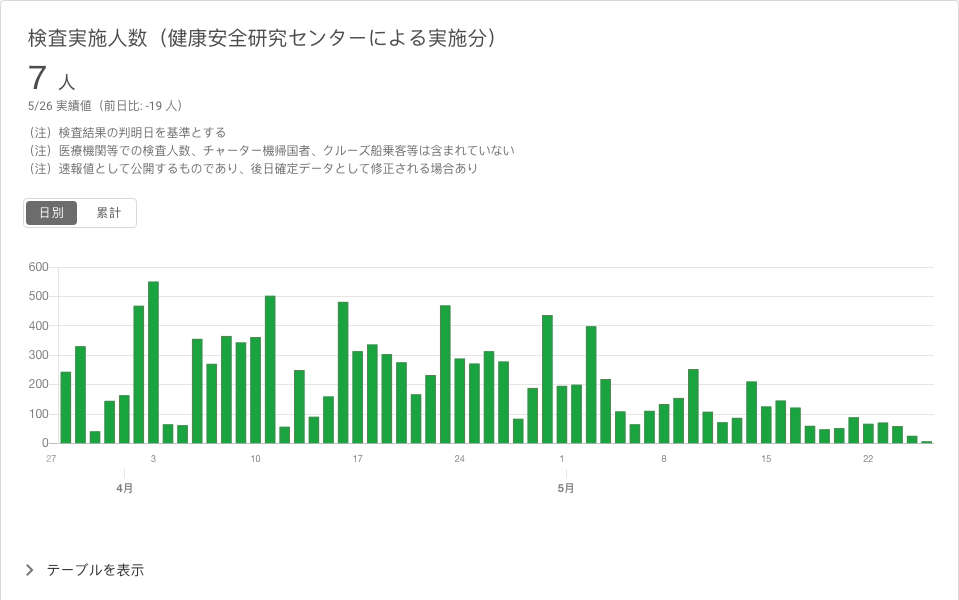 検査実施人数（健康安全研究センターによる実施分）
7 人
5/26 実績値（前日比: -19 人）
（注）検査結果の判明日を基準とする
（注）医療機関等での検査人数、チャーター機帰国者、クルーズ船乗客等は含まれていない
（注）速報値として公開するものであり、後日確定データとして修正される場合あり
日別 累計
600
500
400
300
200
100
0
27 3 10 17 24 1 8 15 22
4月 5月
テーブルを表示